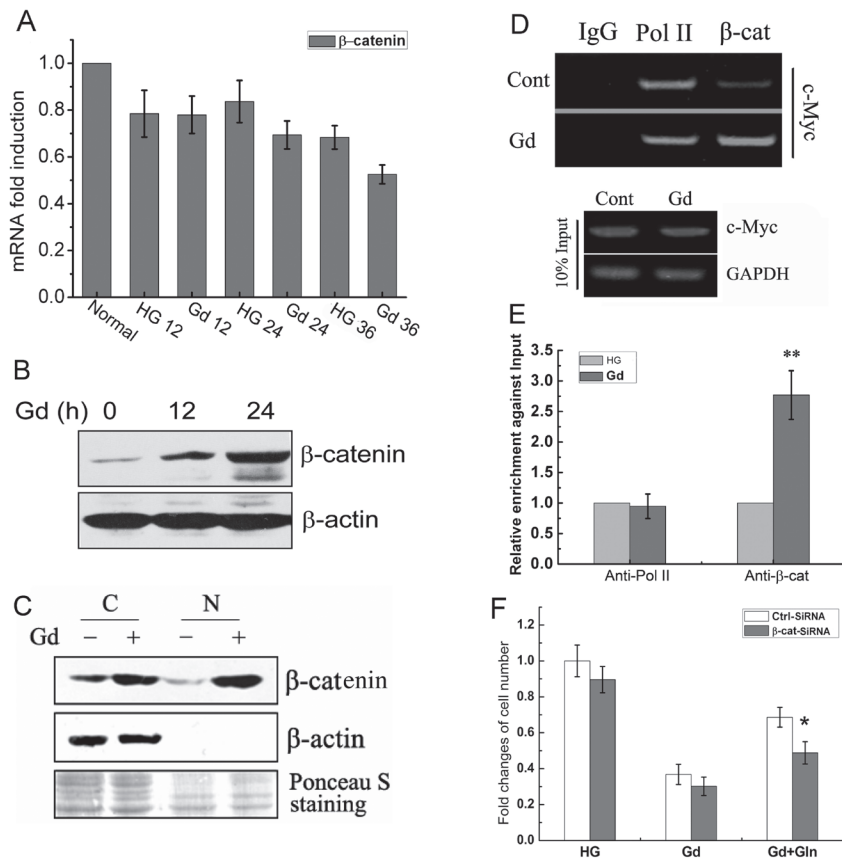 A
β–catenin
mRNA fold induction
1.0
0.8
0.6
0.4
0.2
0.0
Normal
HG 12
Gd 12
HG 24
Gd 24
HG 36
Gd 36
B
Gd (h) 0 12 24
β-catenin
β-actin
C
C N
Gd – + – +
β-catenin
β-actin
Ponceau S
staining
D
IgG Pol II β-cat
Cont
Gd
c-Myc
Cont Gd
10% Input
c-Myc
GAPDH
E
HG
Gd
Relative enrichment against Input
3.5
3.0
2.5
2.0
1.5
1.0
0.5
0.0
**
Anti-Pol II Anti-β-cat
F
Ctrl-SiRNA
β-cat-SiRNA
Fold changes of cell number
1.2
1.0
0.8
0.6
0.4
0.2
0.0
*
HG Gd Gd+Gln